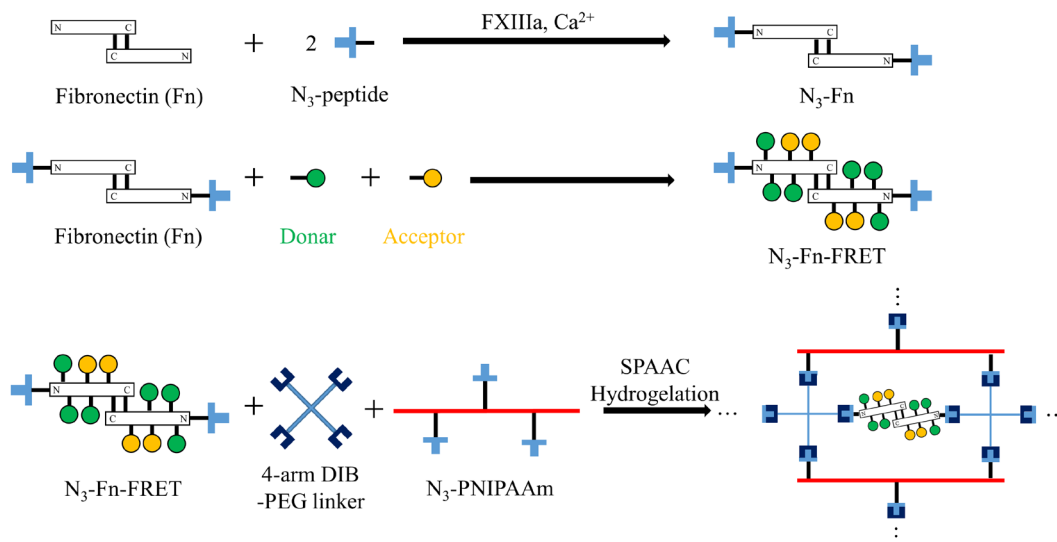 FXIIIa, Ca²⁺
N C
+ 2
C N
N C
C N
Fibronectin (Fn)
N₃-peptide
N₃-Fn
N C
+ +
C N
N C
C N
Fibronectin (Fn)
Donar
Acceptor
N₃-Fn-FRET
⋮
N C
C N
+ +
SPAAC
Hydrogelation
... ...
N C
C N
N₃-Fn-FRET
4-arm DIB
-PEG linker
N₃-PNIPAAm
⋮